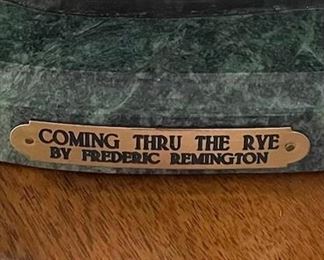 COMING THRU THE RYE
BY FREDERIC REMINGTON